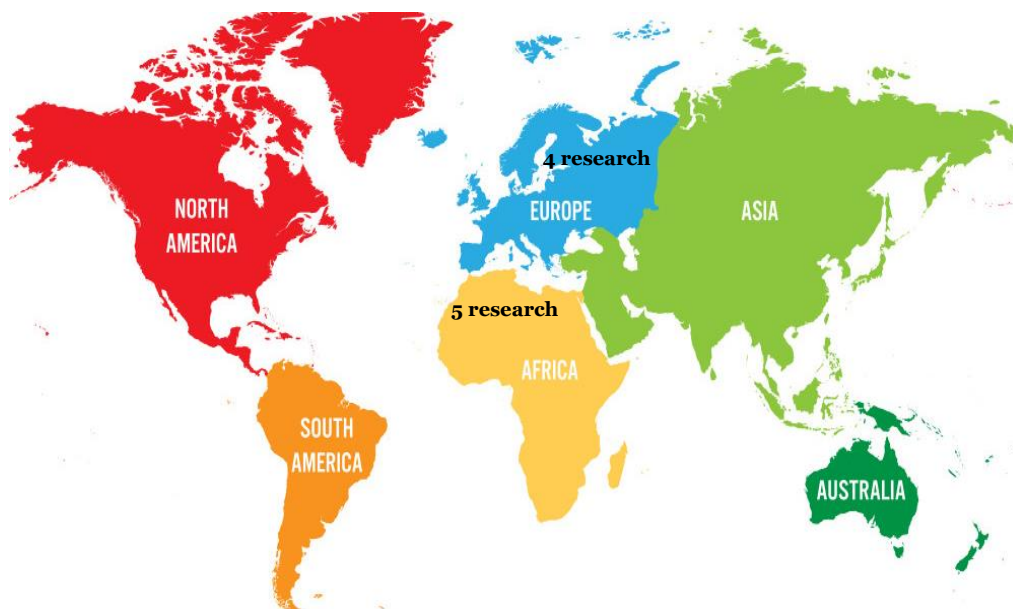 4 research
NORTH
AMERICA
EUROPE
ASIA
5 research
AFRICA
SOUTH
AMERICA
AUSTRALIA